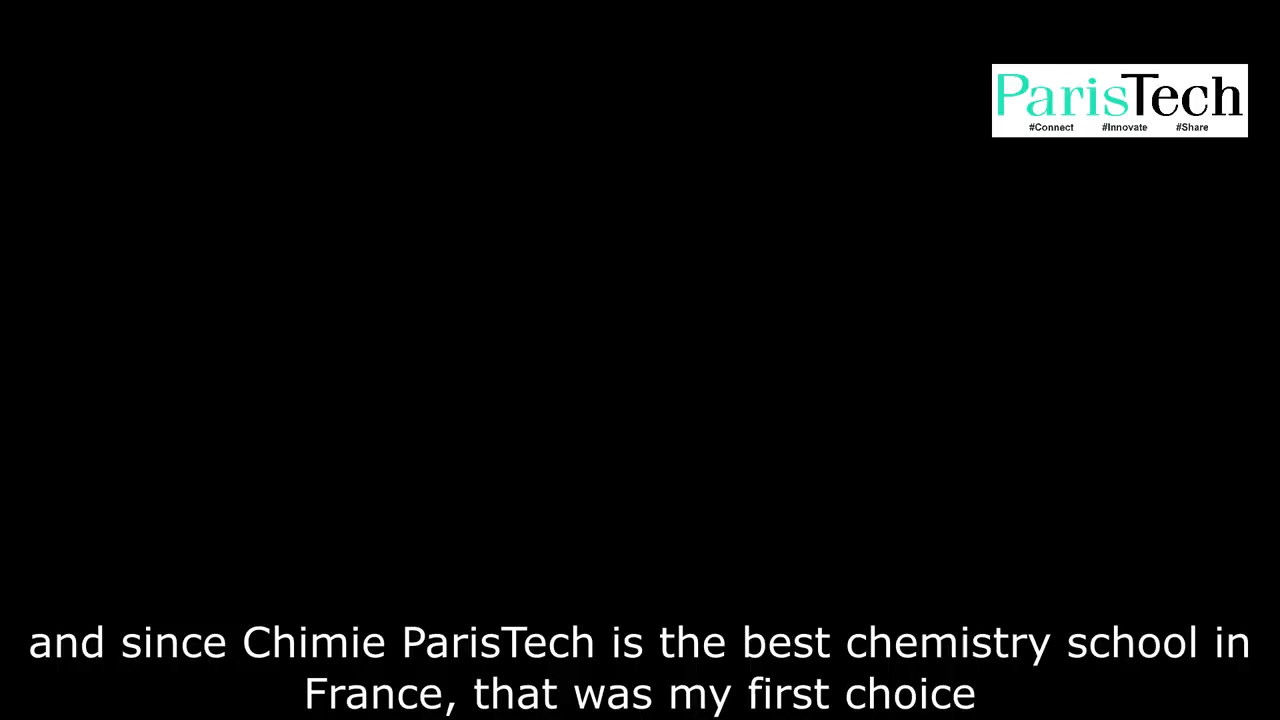 ParisTech
#Connect #Innovate #Share
and since Chimie ParisTech is the best chemistry school in
France, that was my first choice